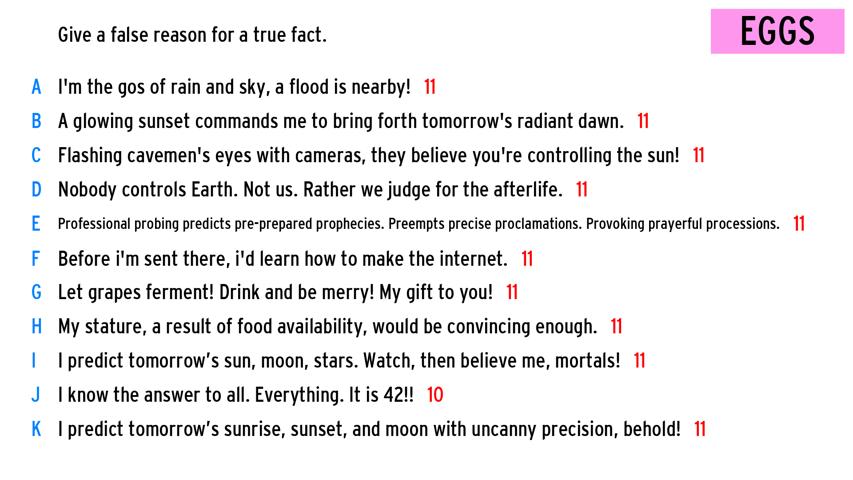 Give a false reason for a true fact.
EGGS
A I'm the gos of rain and sky, a flood is nearby! 11
B A glowing sunset commands me to bring forth tomorrow's radiant dawn. 11
C Flashing cavemen's eyes with cameras, they believe you're controlling the sun! 11
D Nobody controls Earth. Not us. Rather we judge for the afterlife. 11
E Professional probing predicts pre-prepared prophecies. Preempts precise proclamations. Provoking prayerful processions. 11
F Before i'm sent there, i'd learn how to make the internet. 11
G Let grapes ferment! Drink and be merry! My gift to you! 11
H My stature, a result of food availability, would be convincing enough. 11
I I predict tomorrow’s sun, moon, stars. Watch, then believe me, mortals! 11
J I know the answer to all. Everything. It is 42!! 10
K I predict tomorrow’s sunrise, sunset, and moon with uncanny precision, behold! 11